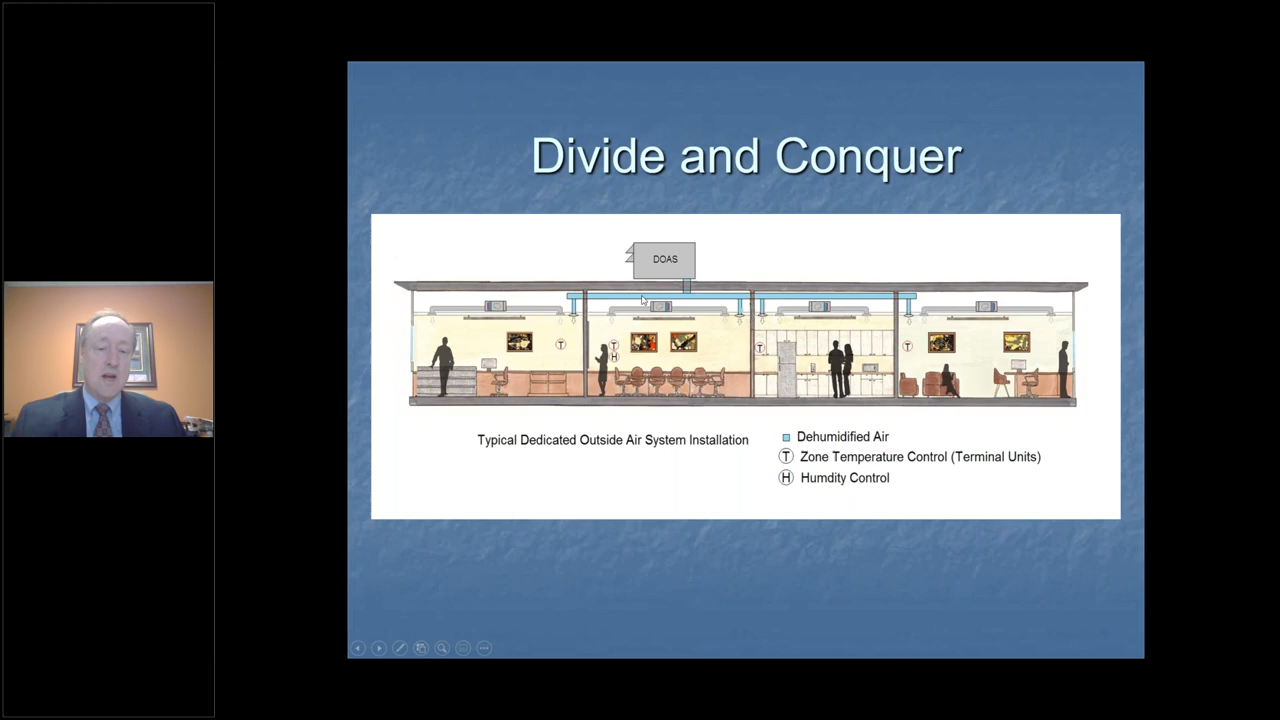 Divide and Conquer
DOAS
T
T
H
T
T
Typical Dedicated Outside Air System Installation
Dehumidified Air
T Zone Temperature Control (Terminal Units)
H Humdity Control